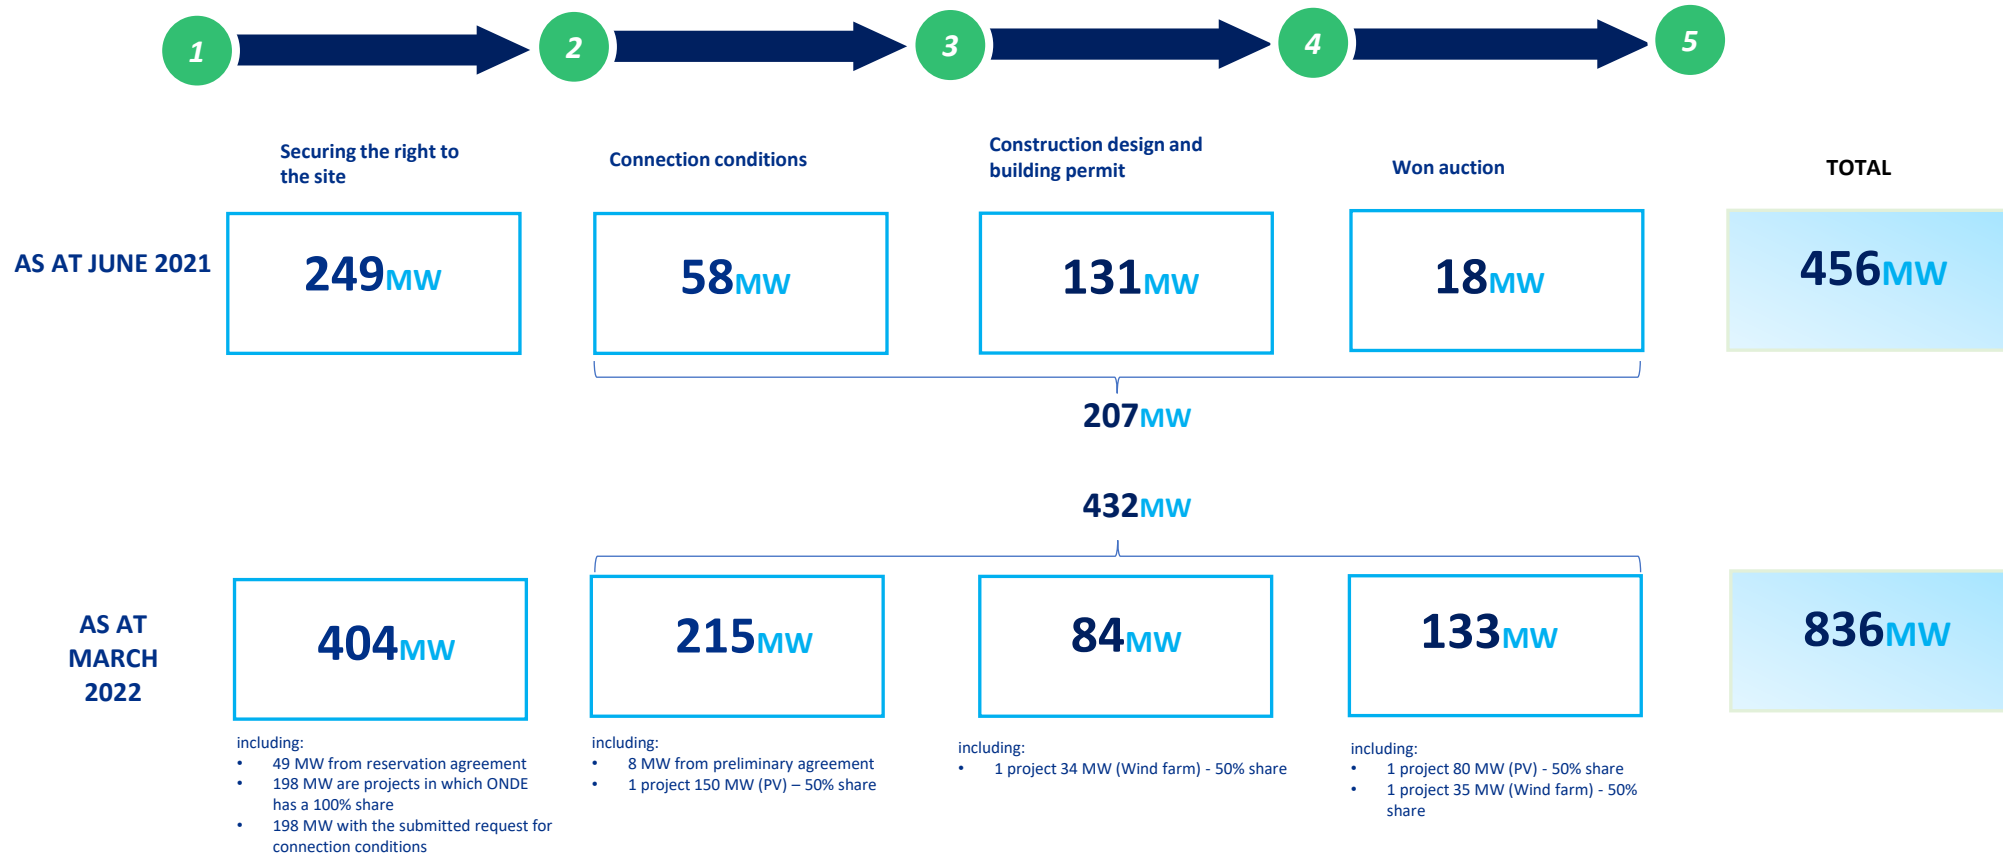 1
2
3
4
5
Securing the right to
the site
Connection conditions
Construction design and
building permit
Won auction
TOTAL
AS AT JUNE 2021
249MW
58MW
131MW
18MW
456MW
207MW
432MW
AS AT
MARCH
2022
404MW
215MW
84MW
133MW
836MW
including:
• 49 MW from reservation agreement
• 198 MW are projects in which ONDE
has a 100% share
• 198 MW with the submitted request for
connection conditions
including:
• 8 MW from preliminary agreement
• 1 project 150 MW (PV) – 50% share
including:
• 1 project 34 MW (Wind farm) - 50% share
including:
• 1 project 80 MW (PV) - 50% share
• 1 project 35 MW (Wind farm) - 50%
share